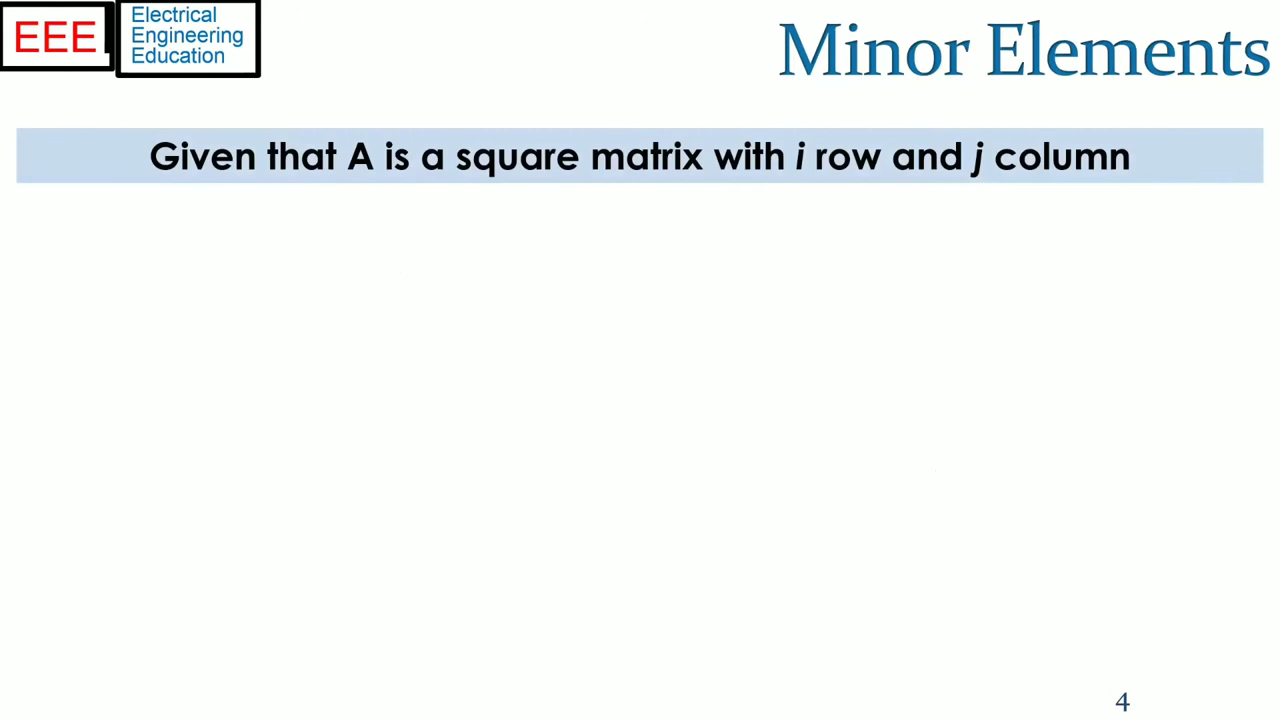 EEE
Electrical
Engineering
Education
Minor Elements
Given that A is a square matrix with i row and j column
4